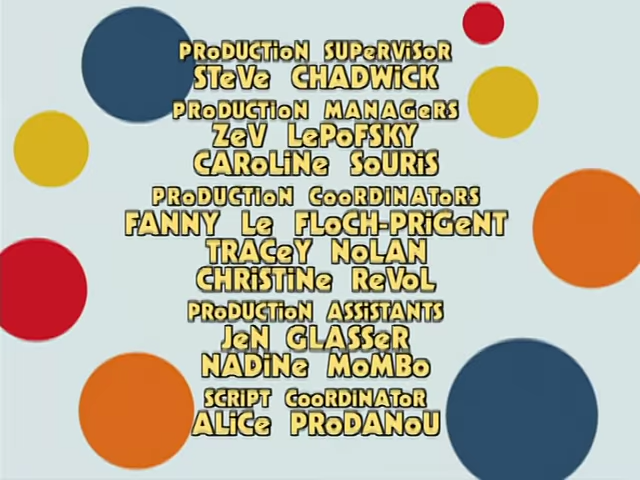 PRoDUCTioN SUPeRViSoR
STeVe CHADWiCK
PRoDUCTioN MANAGeRS
ZeV LePoFSKY
CARoLiNe SoURiS
PRoDUCTioN CooRDiNAToRS
FANNY Le FLoCH-PRiGeNT
TRACeY NoLAN
CHRiSTiNe ReVoL
PRoDUCTioN ASSiSTANTS
JeN GLASSeR
NADiNe MoMBo
SCRiPT CooRDiNAToR
ALiCe PRoDANoU